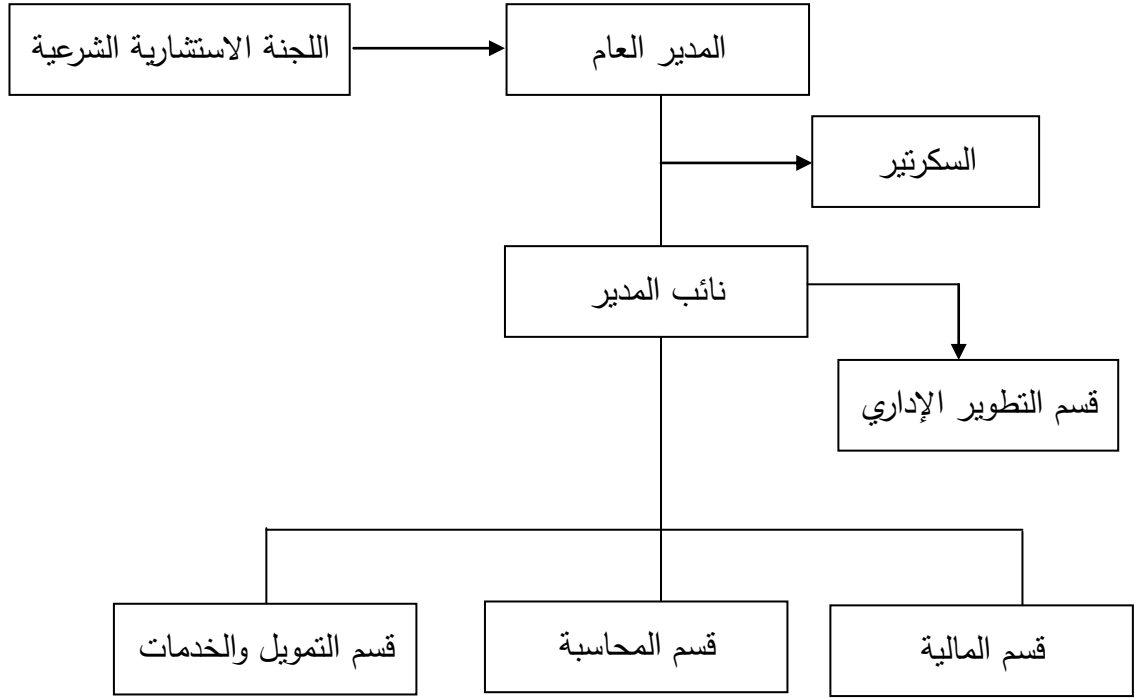 المدير العام
اللجنة الاستشارية الشرعية
السكرتير
نائب المدير
قسم التطوير الإداري
قسم المالية
قسم المحاسبة
قسم التمويل والخدمات